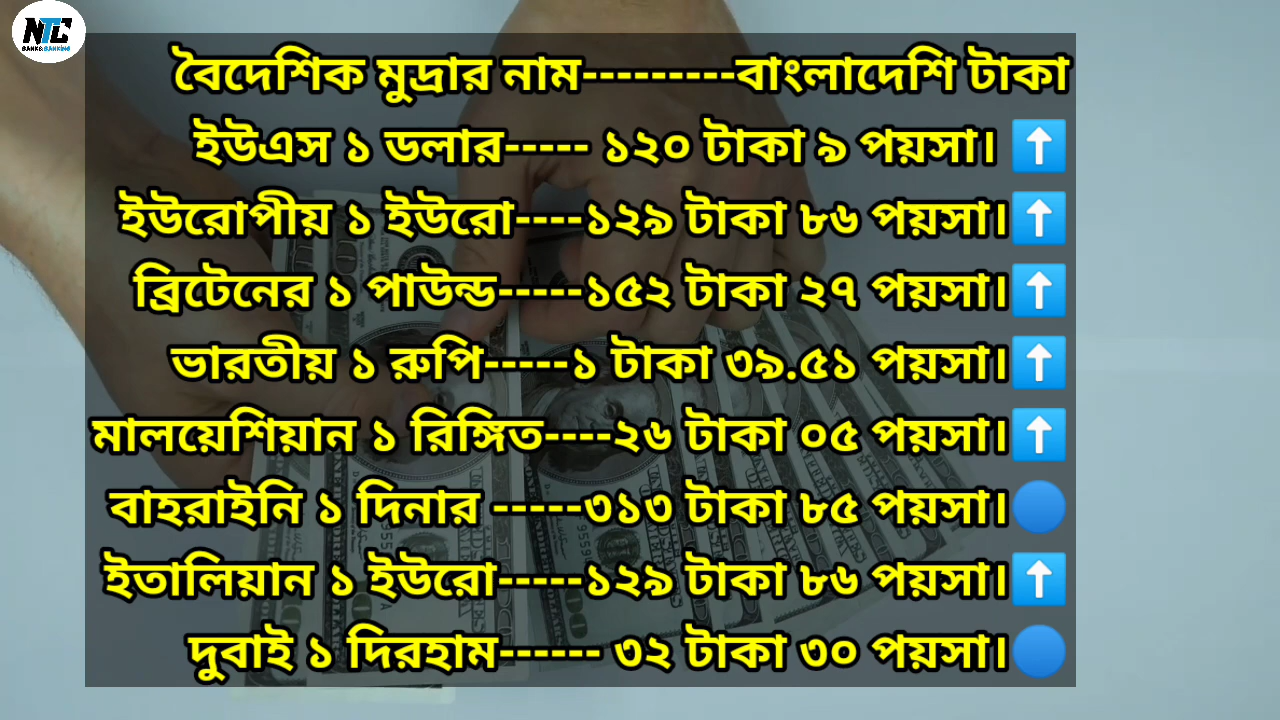 NTC
BANK&BANKING
বৈদেশিক মুদ্রার নাম---------বাংলাদেশি টাকা
ইউএস ১ ডলার----- ১২০ টাকা ৯ পয়সা। ⬆️
ইউরোপীয় ১ ইউরো----১২৯ টাকা ৮৬ পয়সা।⬆️
ব্রিটেনের ১ পাউন্ড-----১৫২ টাকা ২৭ পয়সা।⬆️
ভারতীয় ১ রুপি-----১ টাকা ৩৯.৫১ পয়সা।⬆️
মালয়েশিয়ান ১ রিঙ্গিত----২৬ টাকা ০৫ পয়সা।⬆️
বাহরাইনি ১ দিনার -----৩১৩ টাকা ৮৫ পয়সা।🔵
ইতালিয়ান ১ ইউরো-----১২৯ টাকা ৮৬ পয়সা।⬆️
দুবাই ১ দিরহাম------ ৩২ টাকা ৩০ পয়সা।🔵